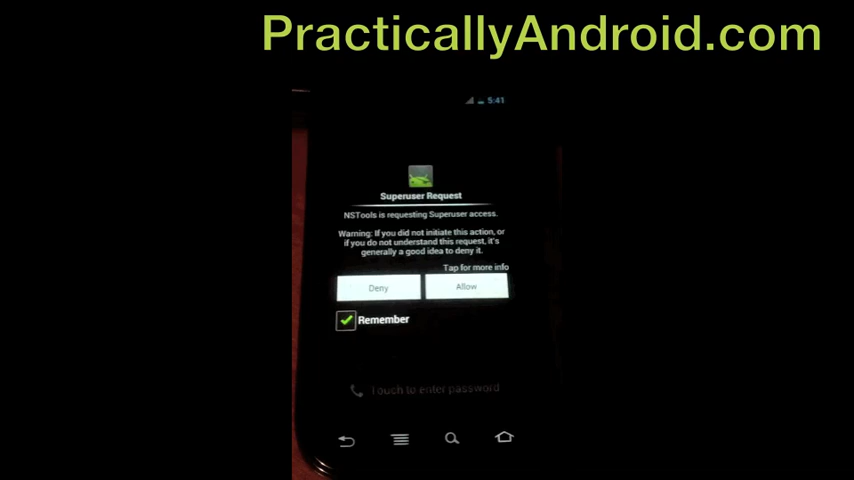 PracticallyAndroid.com
5:41
Superuser Request
NSTools is requesting Superuser access.
Warning: If you did not initiate this action, or
if you do not understand this request, it's
generally a good idea to deny it.
Tap for more info
Deny
Allow
Remember
Touch to enter password